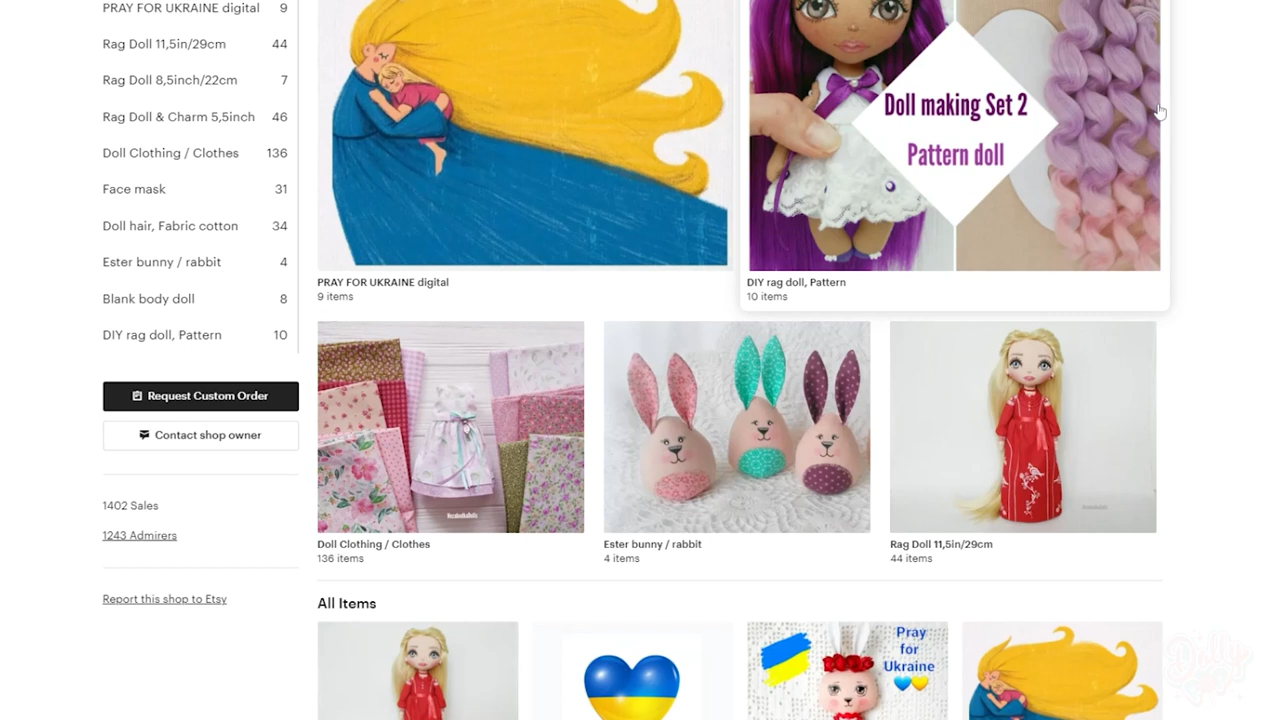 PRAY FOR UKRAINE digital 9
Rag Doll 11,5in/29cm 44
Rag Doll 8,5inch/22cm 7
Rag Doll & Charm 5,5inch 46
Doll Clothing / Clothes 136
Face mask 31
Doll hair, Fabric cotton 34
Ester bunny / rabbit 4
Blank body doll 8
DIY rag doll, Pattern 10
Request Custom Order
Contact shop owner
1402 Sales
1243 Admirers
Report this shop to Etsy
Doll making Set 2
Pattern doll
PRAY FOR UKRAINE digital
9 items
DIY rag doll, Pattern
10 items
Doll Clothing / Clothes
136 items
Ester bunny / rabbit
4 items
Rag Doll 11,5in/29cm
44 items
All Items
Pray
for
Ukraine
Dolly